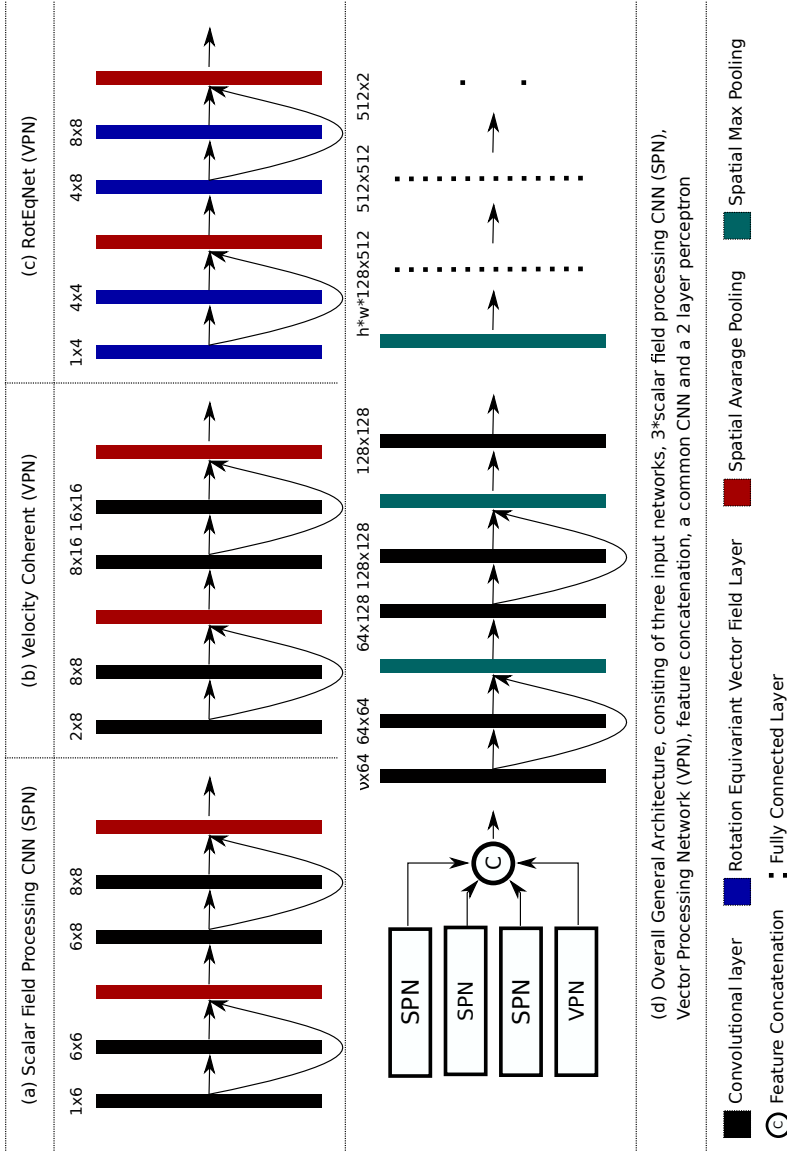 (a) Scalar Field Processing CNN (SPN)
(b) Velocity Coherent (VPN)
(c) RotEqNet (VPN)
1x6
6x6
6x8
8x8
2x8
8x8
8x16
16x16
1x4
4x4
4x8
8x8
SPN
SPN
SPN
VPN
C
νx64
64x64
64x128
128x128
128x128
h*w*128x512
512x512
512x2
(d) Overall General Architecture, consiting of three input networks, 3*scalar field processing CNN (SPN),
Vector Processing Network (VPN), feature concatenation, a common CNN and a 2 layer perceptron
Convolutional layer
Rotation Equivariant Vector Field Layer
Spatial Avarage Pooling
Spatial Max Pooling
C
Feature Concatenation
Fully Connected Layer